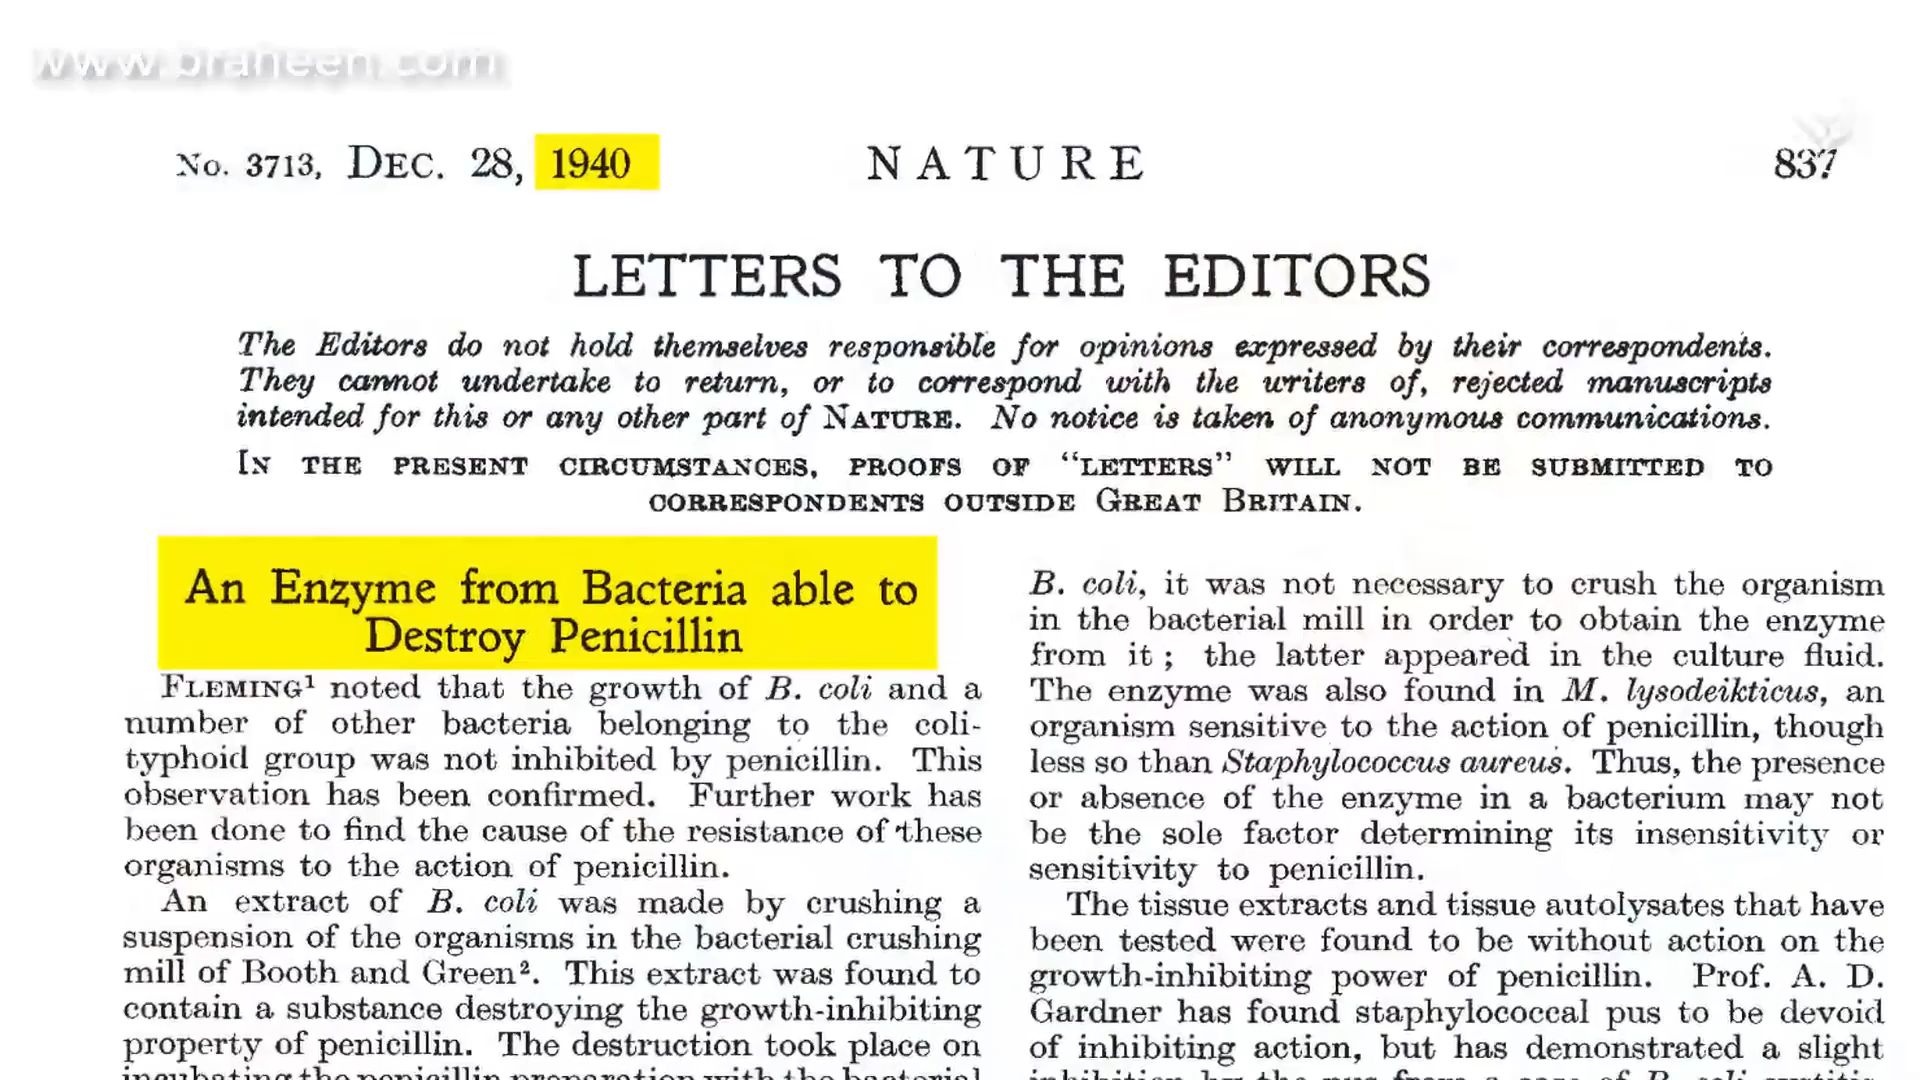 www.braheen.com
No. 3713, DEC. 28, 1940 NATURE 837
LETTERS TO THE EDITORS
The Editors do not hold themselves responsible for opinions expressed by their correspondents.
They cannot undertake to return, or to correspond with the writers of, rejected manuscripts
intended for this or any other part of NATURE. No notice is taken of anonymous communications.
IN THE PRESENT CIRCUMSTANCES, PROOFS OF "LETTERS" WILL NOT BE SUBMITTED TO
CORRESPONDENTS OUTSIDE GREAT BRITAIN.
An Enzyme from Bacteria able to
Destroy Penicillin
FLEMING¹ noted that the growth of B. coli and a
number of other bacteria belonging to the coli-
typhoid group was not inhibited by penicillin. This
observation has been confirmed. Further work has
been done to find the cause of the resistance of these
organisms to the action of penicillin.
An extract of B. coli was made by crushing a
suspension of the organisms in the bacterial crushing
mill of Booth and Green². This extract was found to
contain a substance destroying the growth-inhibiting
property of penicillin. The destruction took place on
incubating the penicillin preparation with the bacterial
B. coli, it was not necessary to crush the organism
in the bacterial mill in order to obtain the enzyme
from it ; the latter appeared in the culture fluid.
The enzyme was also found in M. lysodeikticus, an
organism sensitive to the action of penicillin, though
less so than Staphylococcus aureus. Thus, the presence
or absence of the enzyme in a bacterium may not
be the sole factor determining its insensitivity or
sensitivity to penicillin.
The tissue extracts and tissue autolysates that have
been tested were found to be without action on the
growth-inhibiting power of penicillin. Prof. A. D.
Gardner has found staphylococcal pus to be devoid
of inhibiting action, but has demonstrated a slight